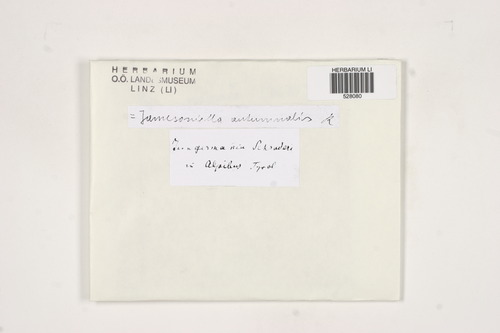 HERBARIUM
O.Ö. LANDESMUSEUM
LINZ (LI)
HERBARIUM LI
528080
= Jamesoniella autumnalis
Jungermannia Schraderi
in Alpibus Tyrol